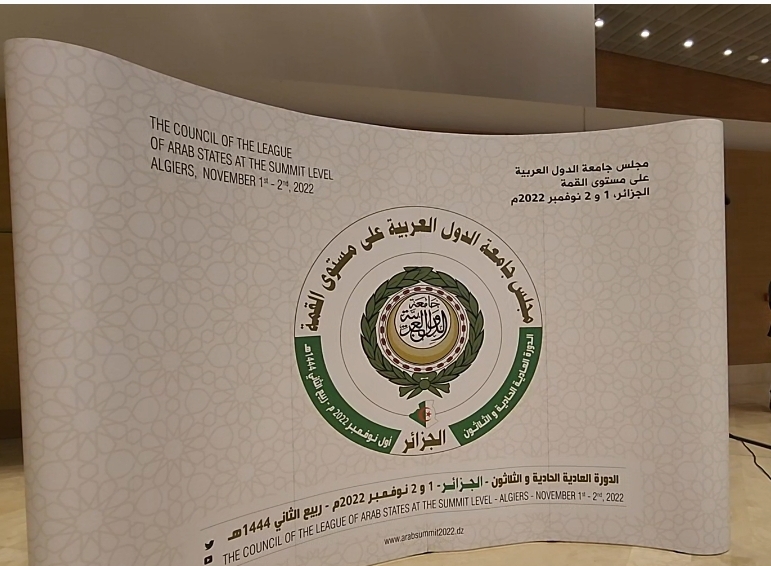 THE COUNCIL OF THE LEAGUE
OF ARAB STATES AT THE SUMMIT LEVEL
ALGIERS, NOVEMBER 1st - 2nd, 2022
مجلس جامعة الدول العربية
على مستوى القمة
الجزائر، 1 و 2 نوفمبر 2022م
مجلس جامعة الدول العربية على مستوى القمة
جامعة
الدول العربية
أول نوفمبر 2022 م - ربيع الثاني 1444 هـ
الدورة العادية الحادية و الثلاثون
الجزائر
الدورة العادية الحادية و الثلاثون - الجزائر - 1 و 2 نوفمبر 2022م - ربيع الثاني 1444هـ
THE COUNCIL OF THE LEAGUE OF ARAB STATES AT THE SUMMIT LEVEL - ALGIERS - NOVEMBER 1st - 2nd, 2022
www.arabsummit2022.dz